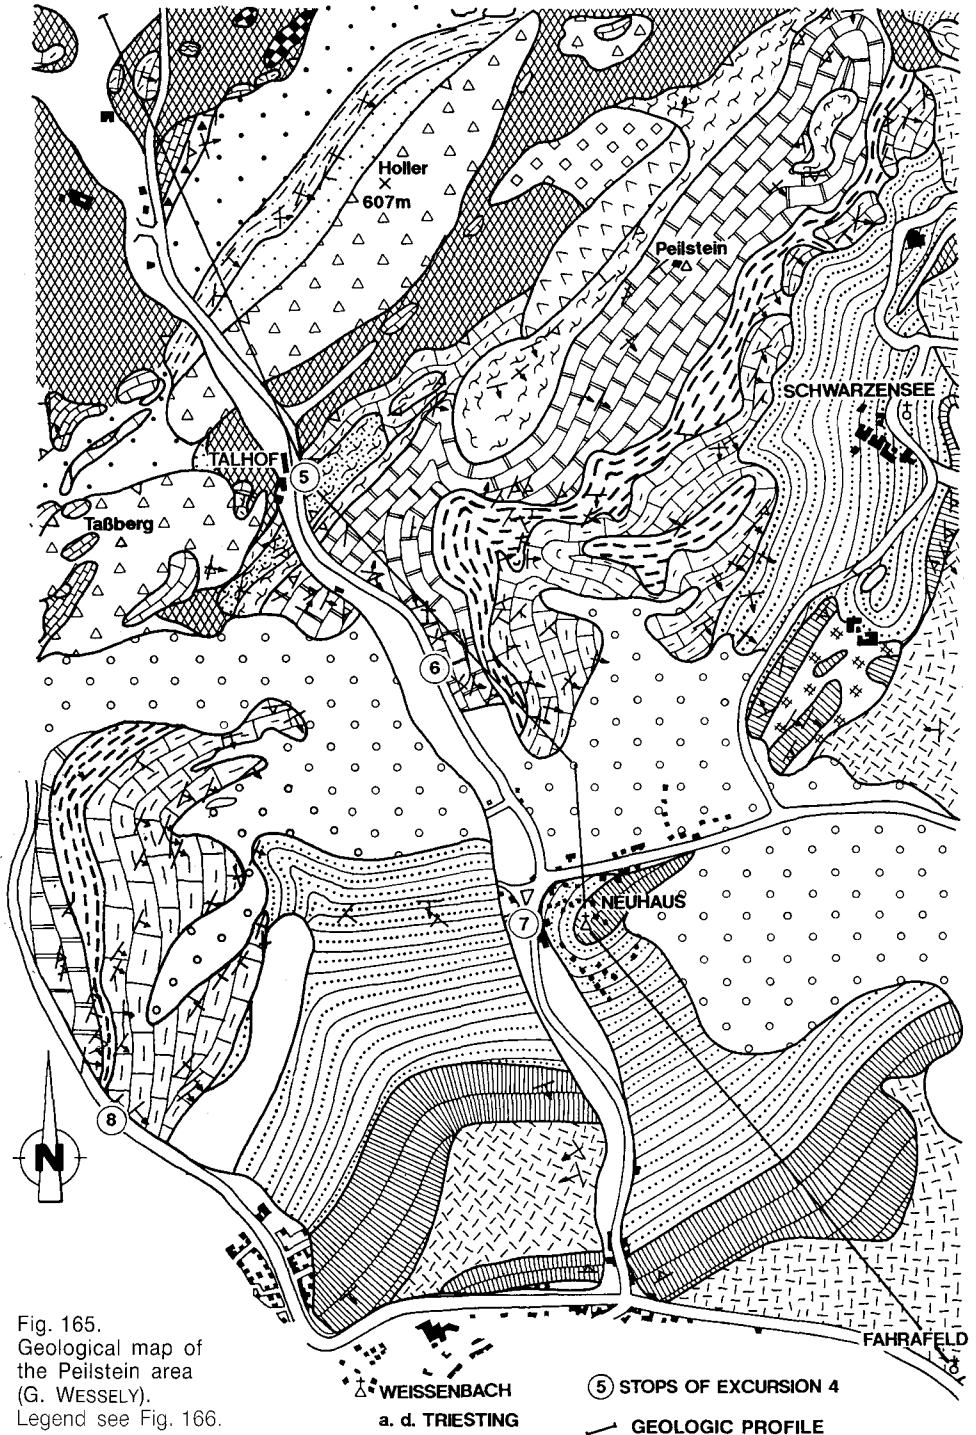 Holler
607m
Peilstein
SCHWARZENSEE
TALHOF
5
Taßberg
6
NEUHAUS
7
8
N
Fig. 165.
Geological map of
the Peilstein area
(G. WESSELY).
Legend see Fig. 166.
FAHRAFELD
WEISSENBACH
a. d. TRIESTING
5 STOPS OF EXCURSION 4
GEOLOGIC PROFILE